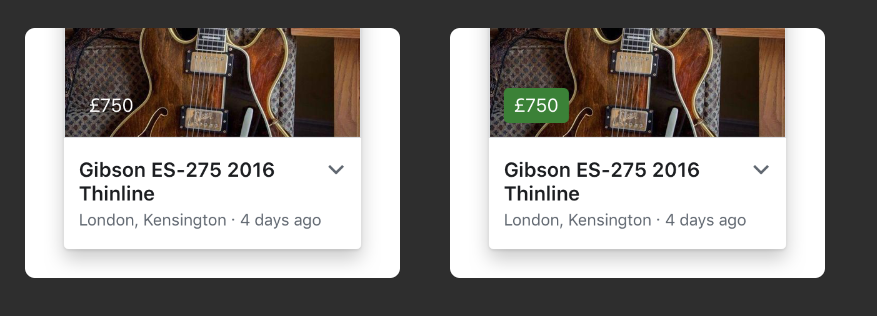 £750
Gibson ES-275 2016
Thinline
London, Kensington · 4 days ago
£750
Gibson ES-275 2016
Thinline
London, Kensington · 4 days ago